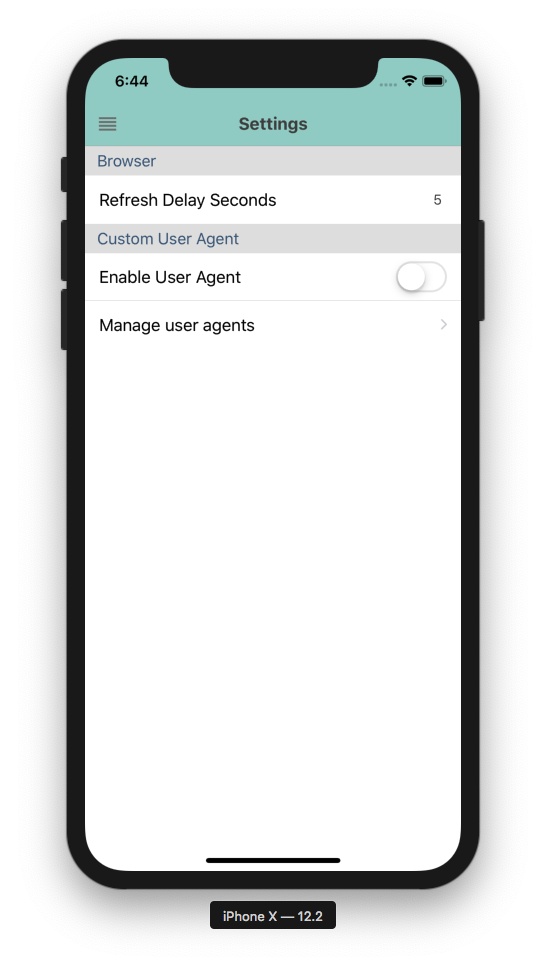 6:44
Settings
Browser
Refresh Delay Seconds 5
Custom User Agent
Enable User Agent
Manage user agents
iPhone X — 12.2